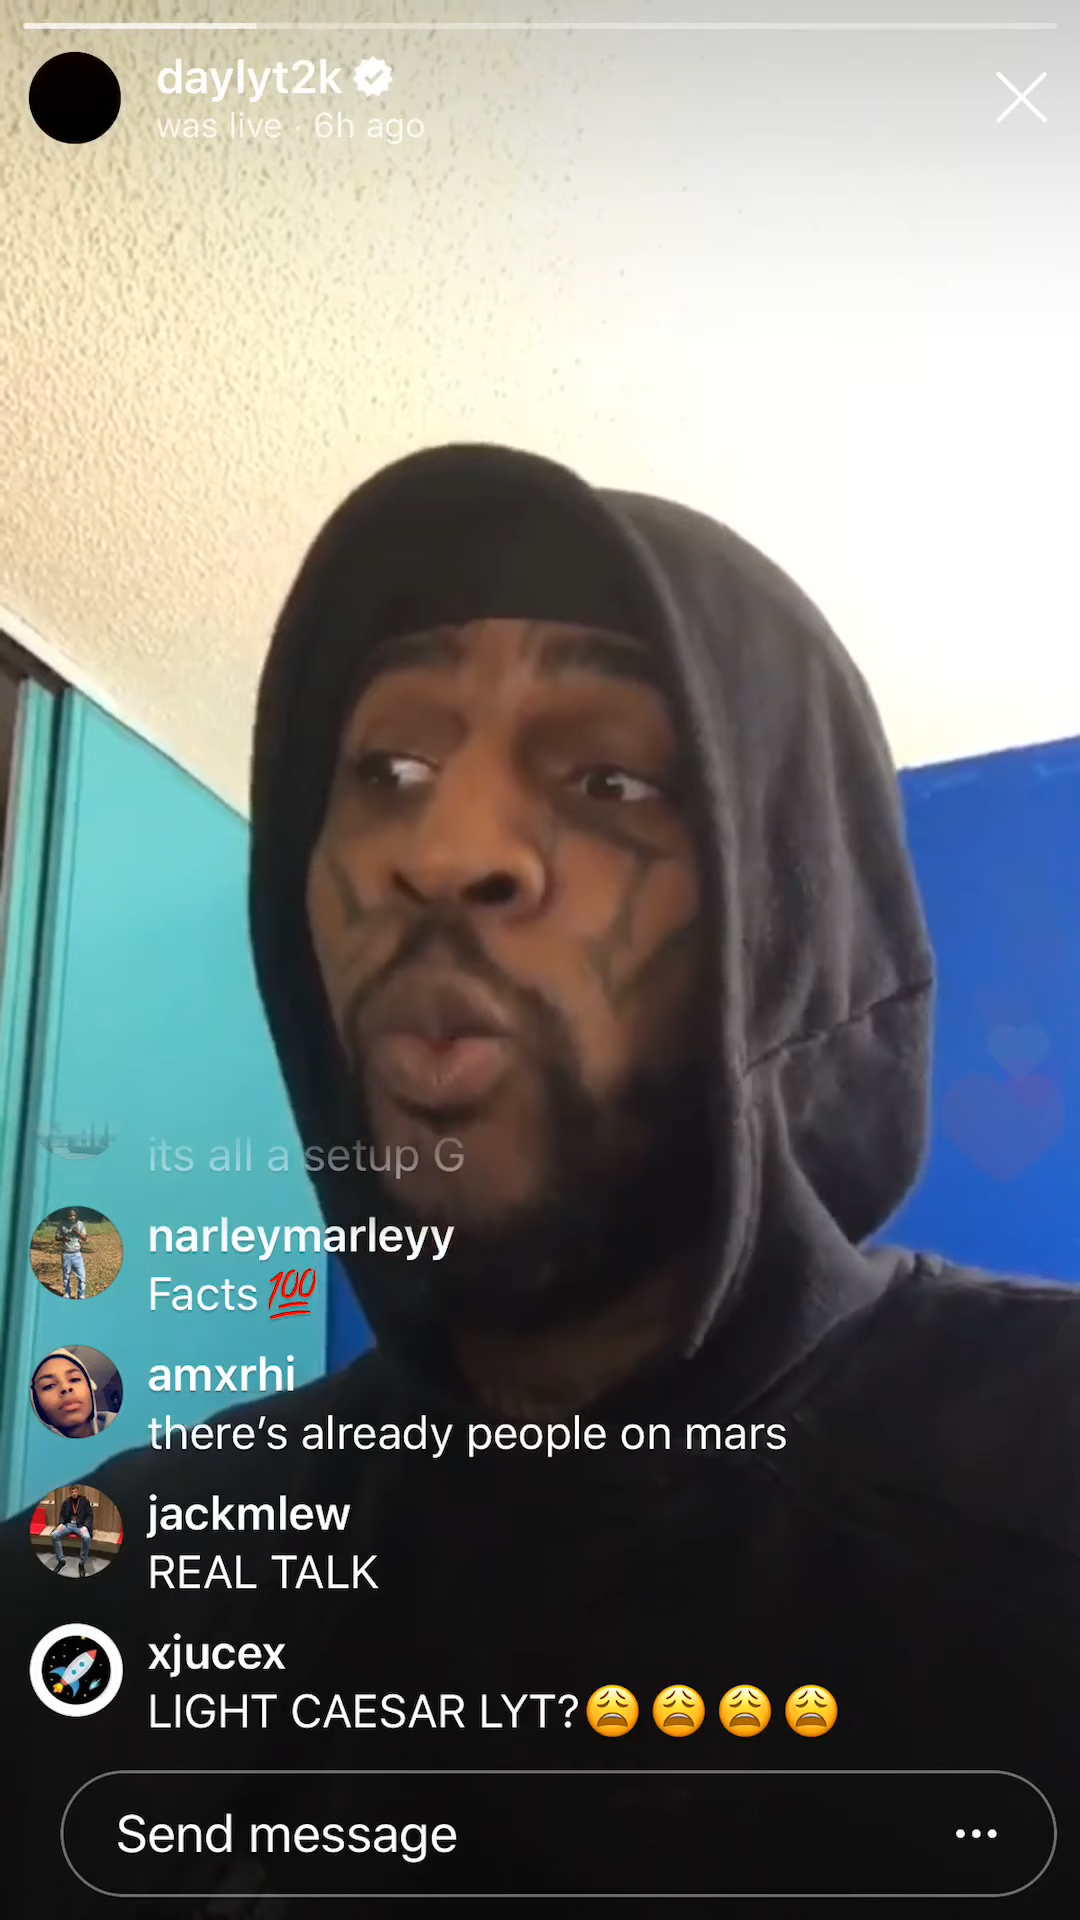 daylyt2k
was live · 6h ago
its all a setup G
narleymarleyy
Facts 💯
amxrhi
there’s already people on mars
jackmlew
REAL TALK
xjucex
LIGHT CAESAR LYT?😩😩😩😩
Send message